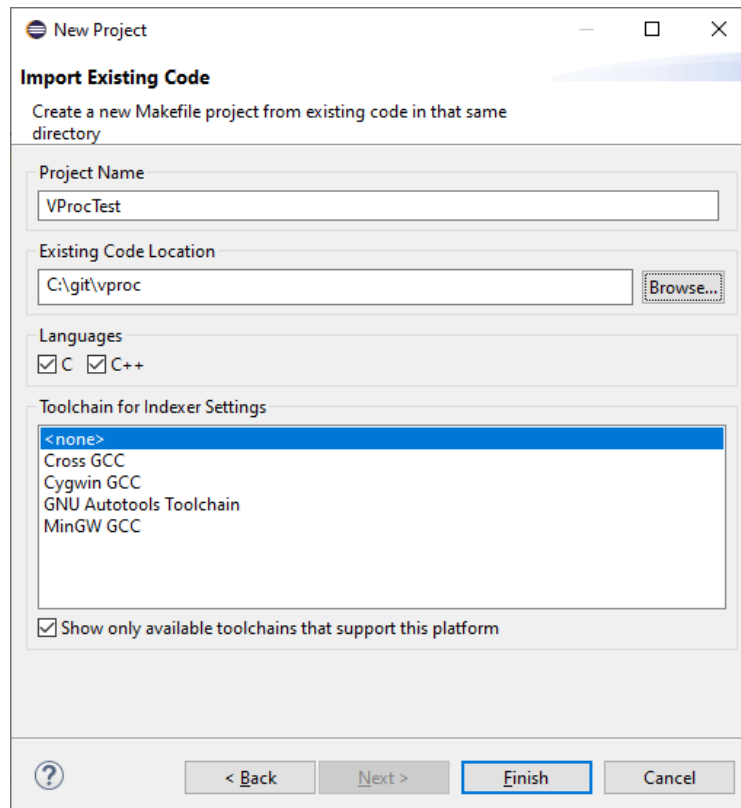 New Project
Import Existing Code
Create a new Makefile project from existing code in that same
directory
Project Name
VProcTest
Existing Code Location
C:\git\vproc
Browse...
Languages
C C++
Toolchain for Indexer Settings
<none>
Cross GCC
Cygwin GCC
GNU Autotools Toolchain
MinGW GCC
Show only available toolchains that support this platform
? < Back Next > Finish Cancel